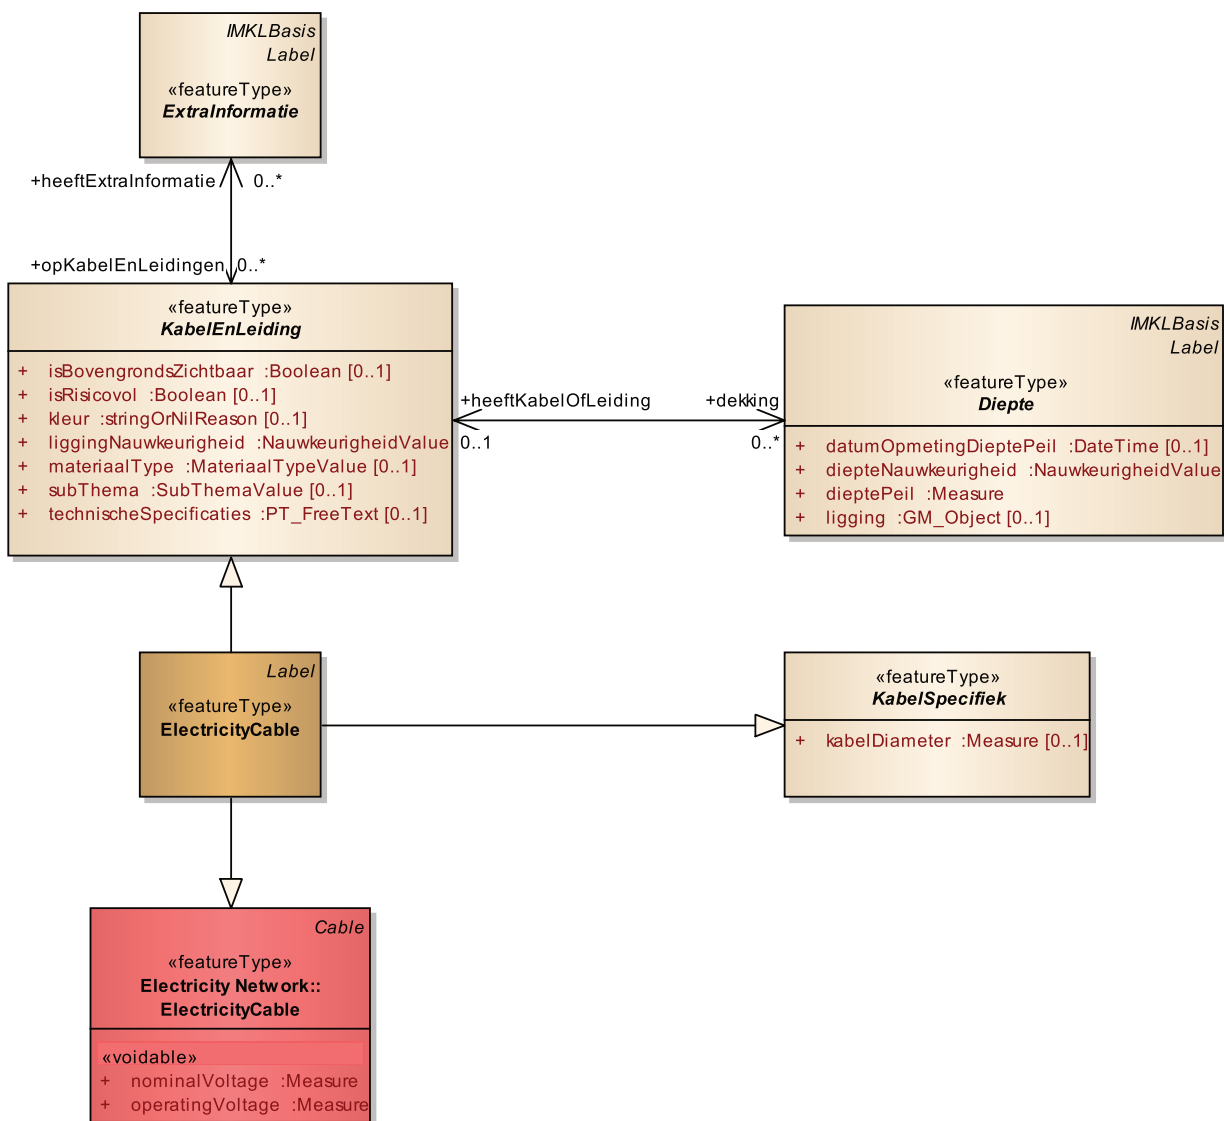 IMKLBasis
Label
«featureType»
ExtraInformatie
+heeftExtraInformatie 0..*
+opKabelEnLeidingen 0..*
«featureType»
KabelEnLeiding
+ isBovengrondsZichtbaar :Boolean [0..1]
+ isRisicovol :Boolean [0..1]
+ kleur :stringOrNilReason [0..1]
+ liggingNauwkeurigheid :NauwkeurigheidValue
+ materiaalType :MateriaalTypeValue [0..1]
+ subThema :SubThemaValue [0..1]
+ technischeSpecificaties :PT_FreeText [0..1]
+heeftKabelOfLeiding +dekking
0..1 0..*
IMKLBasis
Label
«featureType»
Diepte
+ datumOpmetingDieptePeil :DateTime [0..1]
+ diepteNauwkeurigheid :NauwkeurigheidValue
+ dieptePeil :Measure
+ ligging :GM_Object [0..1]
Label
«featureType»
ElectricityCable
«featureType»
KabelSpecifiek
+ kabelDiameter :Measure [0..1]
Cable
«featureType»
Electricity Network::
ElectricityCable
«voidable»
+ nominalVoltage :Measure
+ operatingVoltage :Measure